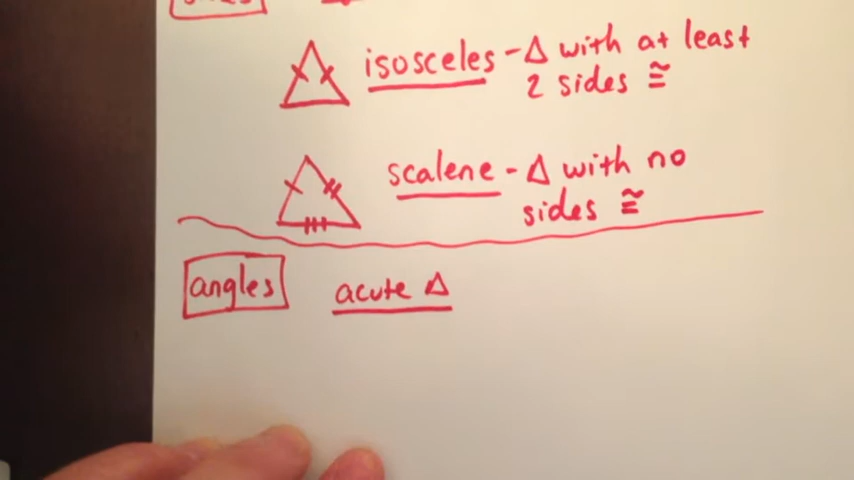 isosceles - Δ with at least
2 sides ≅
scalene - Δ with no
sides ≅
angles acute Δ